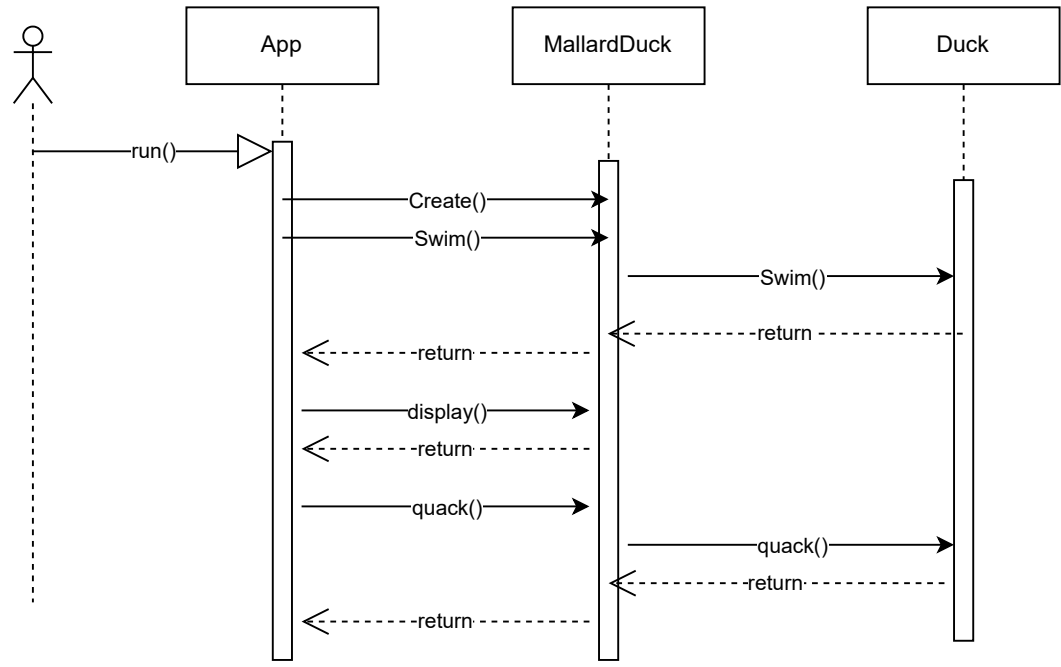 App
MallardDuck
Duck
run()
Create()
Swim()
Swim()
return
return
display()
return
quack()
quack()
return
return